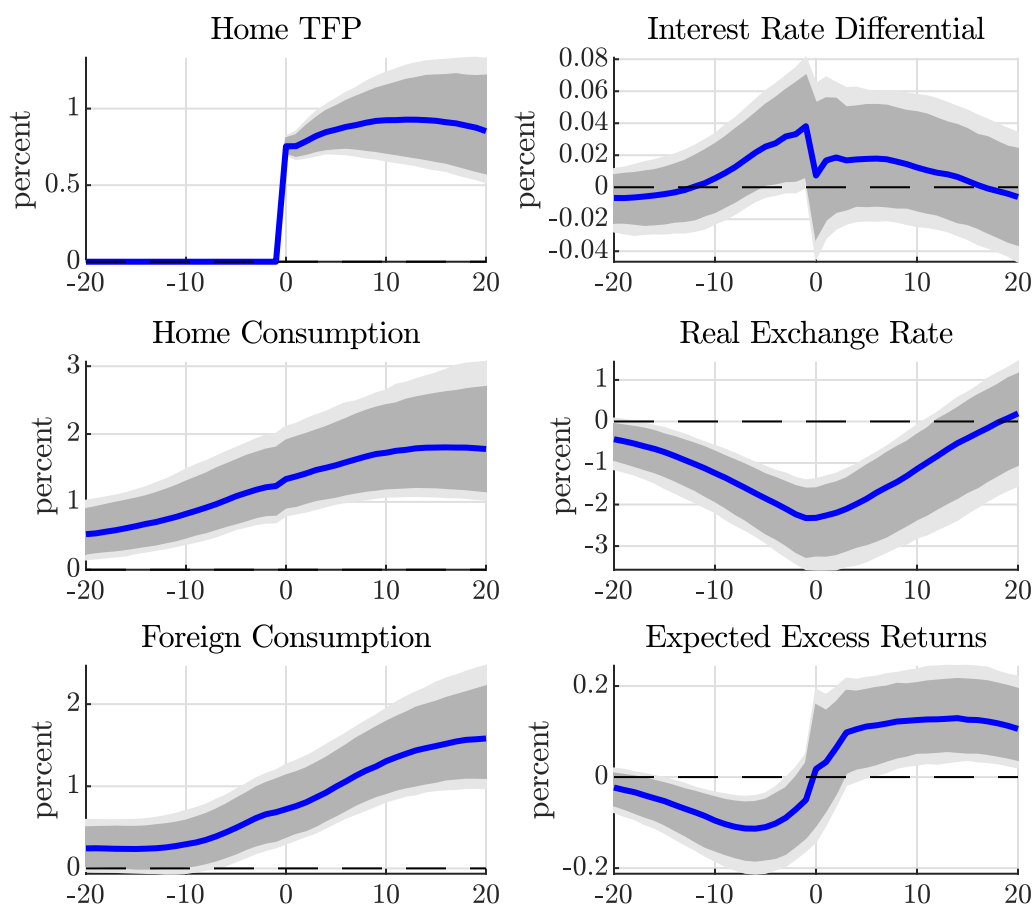 Home TFP
percent
1
0.5
0
-20 -10 0 10 20
Interest Rate Differential
0.08
0.06
0.04
0.02
0
-0.02
-0.04
-20 -10 0 10 20
Home Consumption
percent
3
2
1
0
-20 -10 0 10 20
Real Exchange Rate
percent
1
0
-1
-2
-3
-20 -10 0 10 20
Foreign Consumption
percent
2
1
0
-20 -10 0 10 20
Expected Excess Returns
percent
0.2
0
-0.2
-20 -10 0 10 20